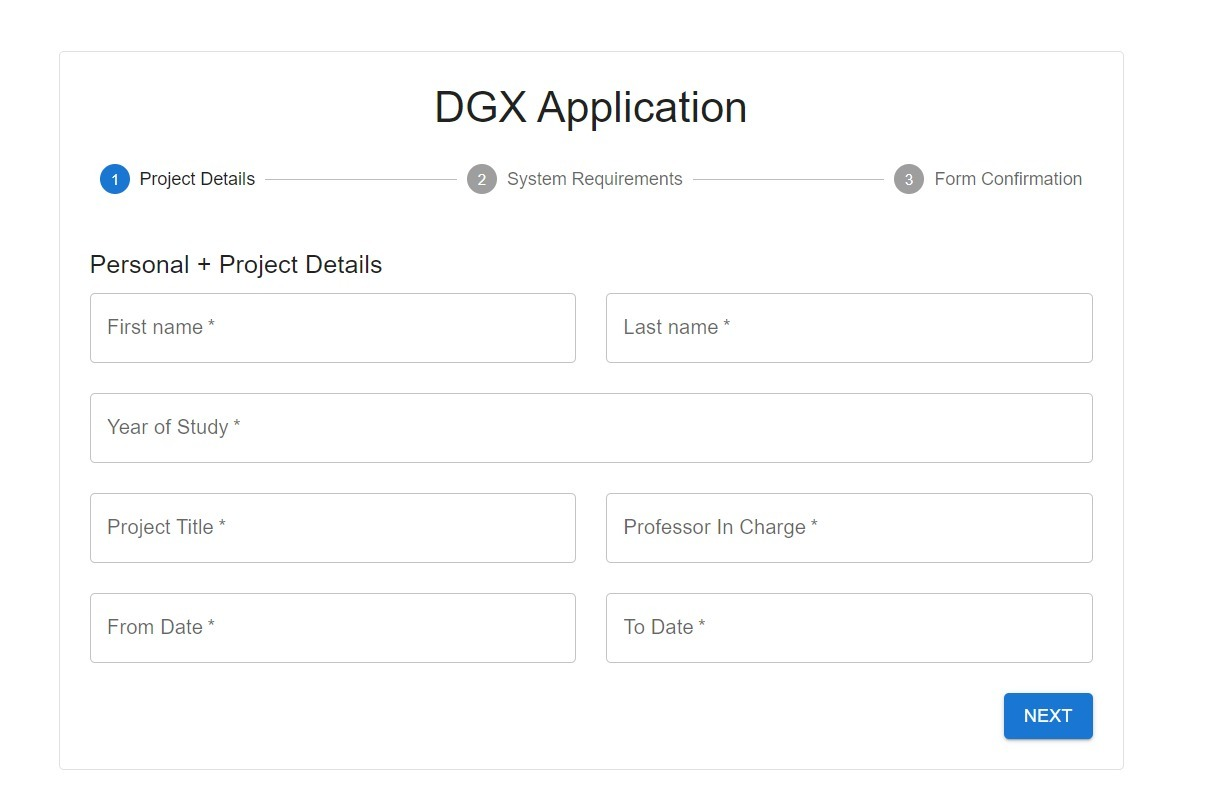 DGX Application
1 Project Details 2 System Requirements 3 Form Confirmation
Personal + Project Details
First name * Last name *
Year of Study *
Project Title * Professor In Charge *
From Date * To Date *
NEXT